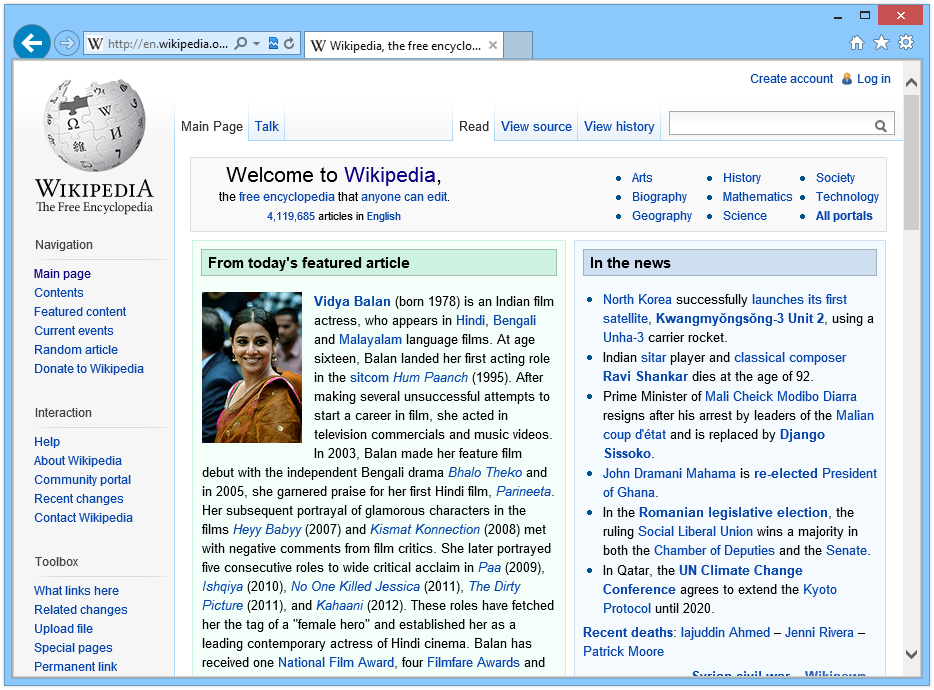 http://en.wikipedia.o...
Wikipedia, the free encyclo...
Create account Log in
Main Page Talk Read View source View history
WIKIPEDIA
The Free Encyclopedia
Navigation
Main page
Contents
Featured content
Current events
Random article
Donate to Wikipedia
Interaction
Help
About Wikipedia
Community portal
Recent changes
Contact Wikipedia
Toolbox
What links here
Related changes
Upload file
Special pages
Permanent link
Welcome to Wikipedia,
the free encyclopedia that anyone can edit.
4,119,685 articles in English
Arts
Biography
Geography
History
Mathematics
Science
Society
Technology
All portals
From today's featured article
Vidya Balan (born 1978) is an Indian film
actress, who appears in Hindi, Bengali
and Malayalam language films. At age
sixteen, Balan landed her first acting role
in the sitcom Hum Paanch (1995). After
making several unsuccessful attempts to
start a career in film, she acted in
television commercials and music videos.
In 2003, Balan made her feature film
debut with the independent Bengali drama Bhalo Theko and
in 2005, she garnered praise for her first Hindi film, Parineeta.
Her subsequent portrayal of glamorous characters in the
films Heyy Babyy (2007) and Kismat Konnection (2008) met
with negative comments from film critics. She later portrayed
five consecutive roles to wide critical acclaim in Paa (2009),
Ishqiya (2010), No One Killed Jessica (2011), The Dirty
Picture (2011), and Kahaani (2012). These roles have fetched
her the tag of a "female hero" and established her as a
leading contemporary actress of Hindi cinema. Balan has
received one National Film Award, four Filmfare Awards and
In the news
North Korea successfully launches its first
satellite, Kwangmyŏngsŏng-3 Unit 2, using a
Unha-3 carrier rocket.
Indian sitar player and classical composer
Ravi Shankar dies at the age of 92.
Prime Minister of Mali Cheick Modibo Diarra
resigns after his arrest by leaders of the Malian
coup d'état and is replaced by Django
Sissoko.
John Dramani Mahama is re-elected President
of Ghana.
In the Romanian legislative election, the
ruling Social Liberal Union wins a majority in
both the Chamber of Deputies and the Senate.
In Qatar, the UN Climate Change
Conference agrees to extend the Kyoto
Protocol until 2020.
Recent deaths: Iajuddin Ahmed – Jenni Rivera –
Patrick Moore
Syrian civil war – Wikinews